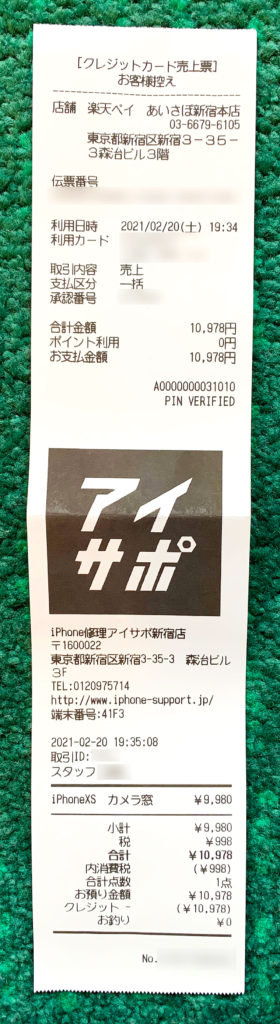 [クレジットカード売上票]
お客様控え
店舗 楽天ペイ あいさぽ新宿本店
03-6679-6105
東京都新宿区新宿3-35-
3森治ビル3階
伝票番号
利用日時 2021/02/20(土) 19:34
利用カード
取引内容 売上
支払区分 一括
承認番号
合計金額 10,978円
ポイント利用 0円
お支払金額 10,978円
A0000000031010
PIN VERIFIED
アイ
サポ
iPhone修理アイサポ新宿店
〒1600022
東京都新宿区新宿3-35-3 森治ビル
3F
TEL:0120975714
http://www.iphone-support.jp/
端末番号:41F3
2021-02-20 19:35:08
取引ID:
スタッフ
iPhoneXS カメラ窓 ¥9,980
小計 ¥9,980
税 ¥998
合計 ¥10,978
内消費税 (¥998)
合計点数 1点
お預り金額 ¥10,978
クレジット - (¥10,978)
お釣り ¥0
No.